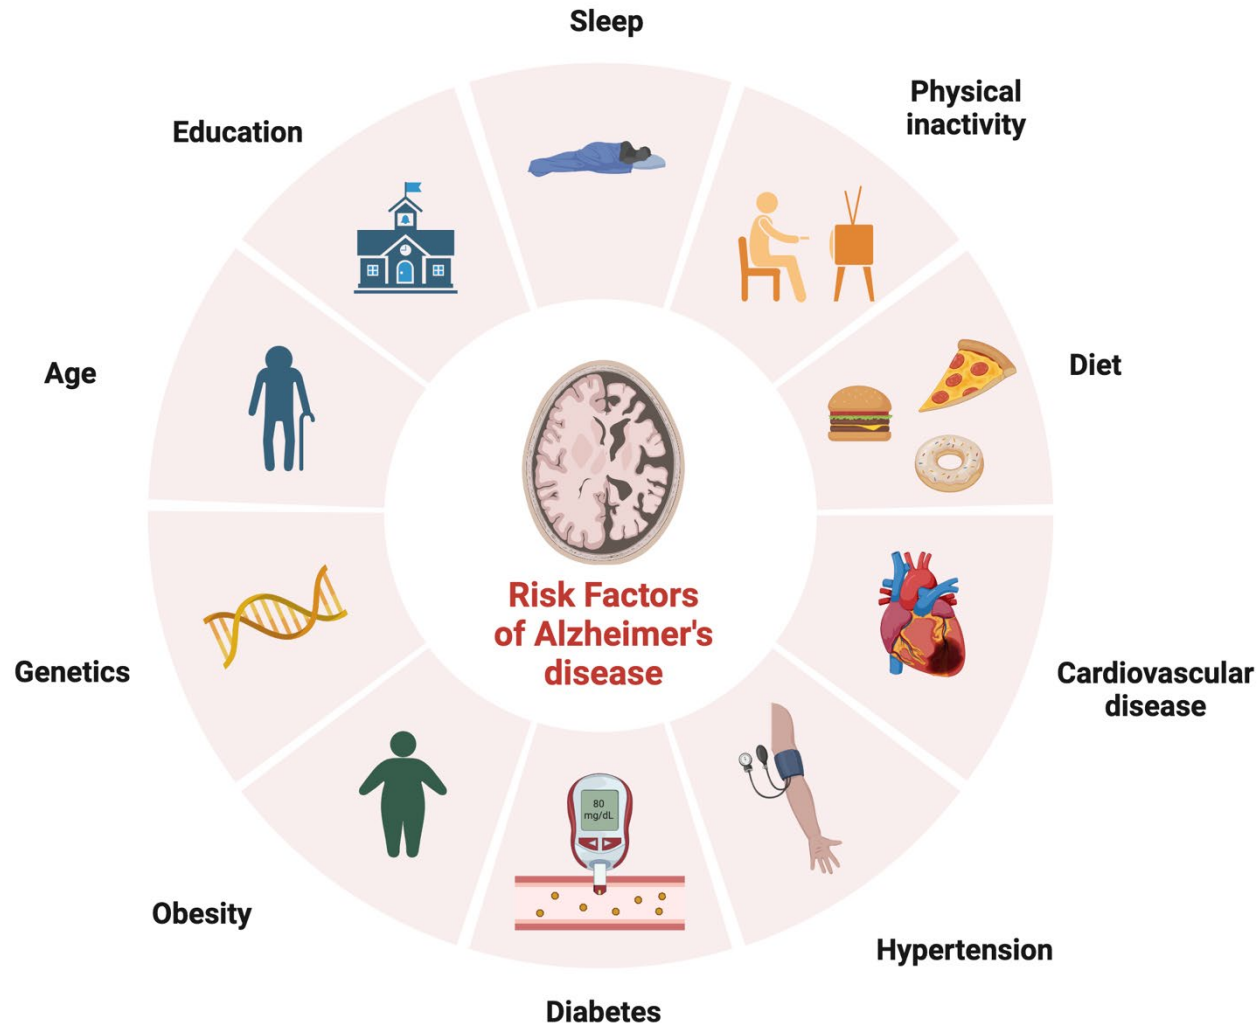 Sleep
Physical
inactivity
Education
Diet
Age
Risk Factors
of Alzheimer's
disease
Genetics
Cardiovascular
disease
80
mg/dL
Obesity
Hypertension
Diabetes